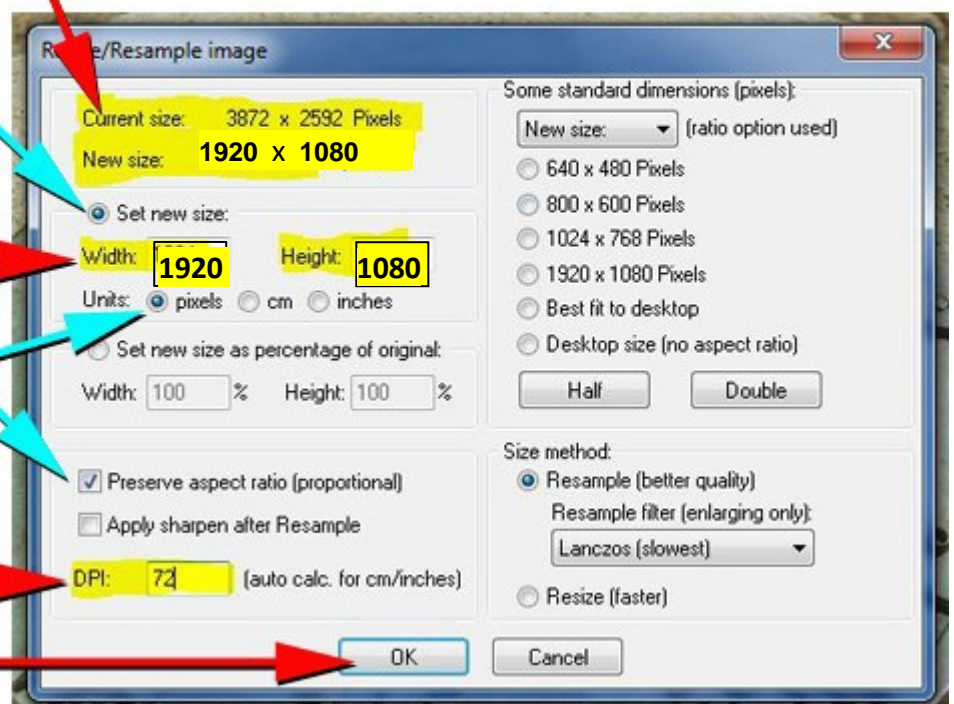 Resize/Resample image
Current size: 3872 x 2592 Pixels
New size: 1920 x 1080
Set new size:
Width: 1920 Height: 1080
Units: pixels cm inches
Set new size as percentage of original:
Width: 100 % Height: 100 %
Preserve aspect ratio (proportional)
Apply sharpen after Resample
DPI: 72 (auto calc. for cm/inches)
Some standard dimensions (pixels):
New size: (ratio option used)
640 x 480 Pixels
800 x 600 Pixels
1024 x 768 Pixels
1920 x 1080 Pixels
Best fit to desktop
Desktop size (no aspect ratio)
Half Double
Size method:
Resample (better quality)
Resample filter (enlarging only):
Lanczos (slowest)
Resize (faster)
OK Cancel